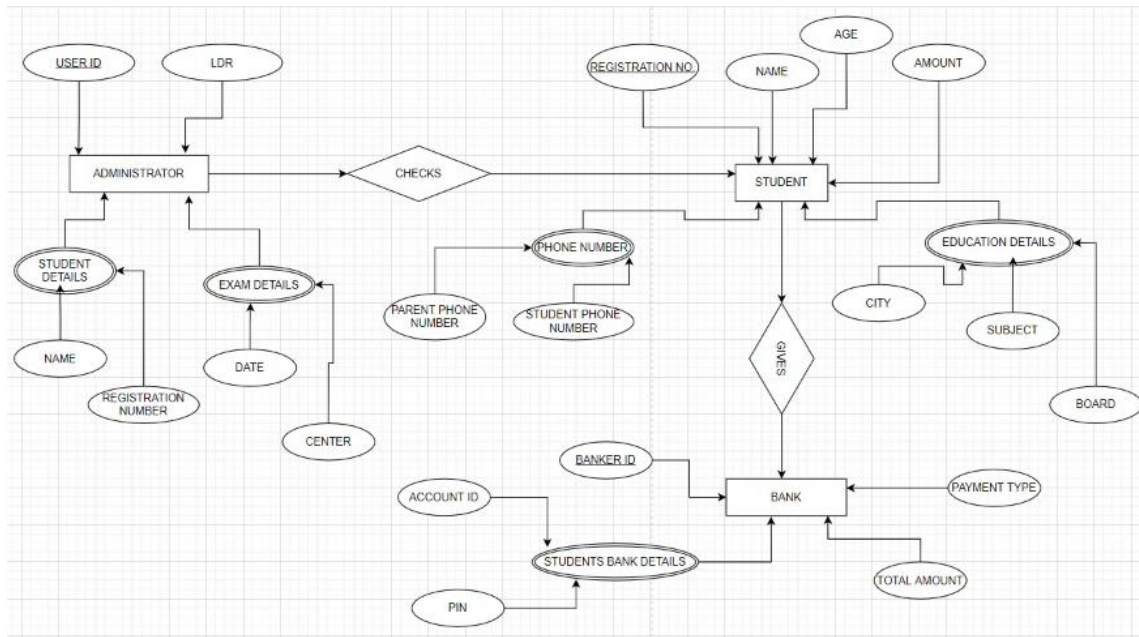 USER ID
LDR
REGISTRATION NO.
NAME
AGE
AMOUNT
ADMINISTRATOR
CHECKS
STUDENT
STUDENT
DETAILS
EXAM DETAILS
PHONE NUMBER
EDUCATION DETAILS
PARENT PHONE
NUMBER
STUDENT PHONE
NUMBER
CITY
SUBJECT
NAME
DATE
GIVES
REGISTRATION
NUMBER
BOARD
CENTER
BANKER ID
ACCOUNT ID
BANK
PAYMENT TYPE
STUDENTS BANK DETAILS
TOTAL AMOUNT
PIN